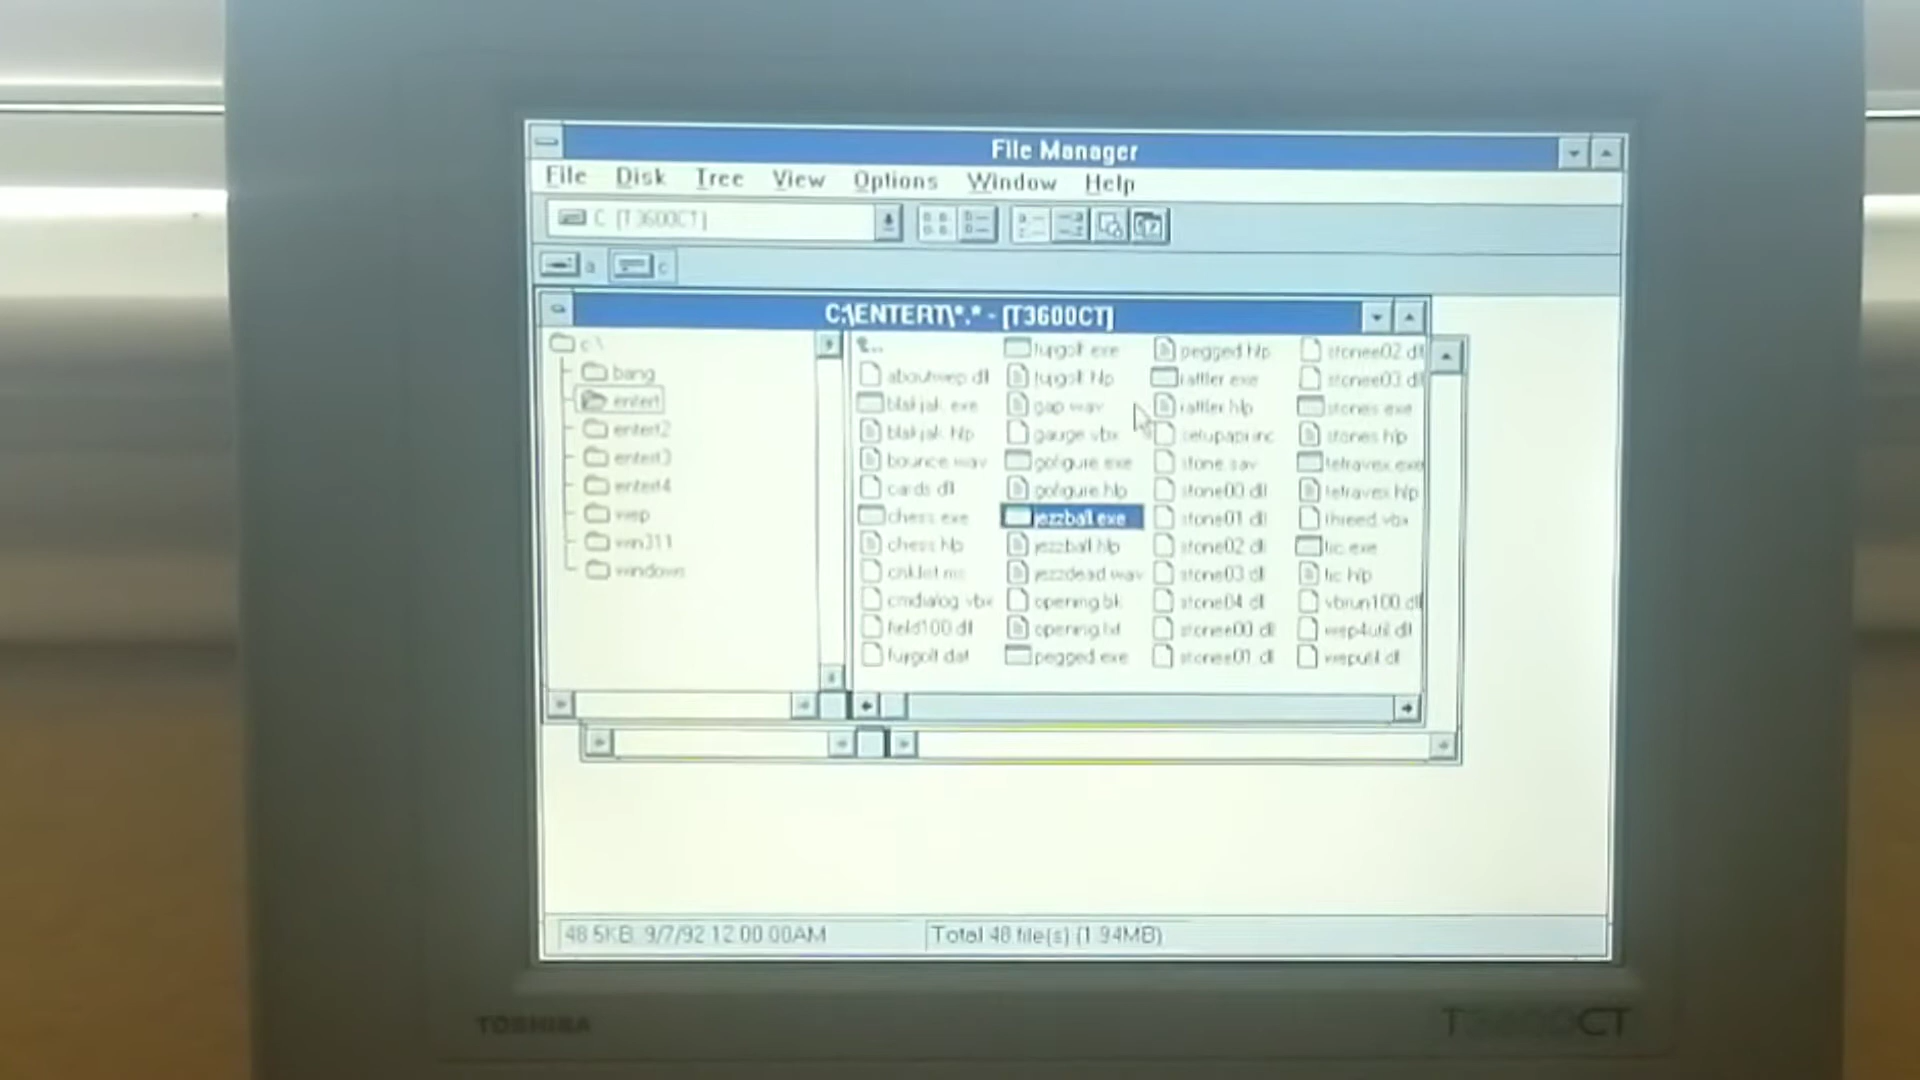 File Manager
File Disk Tree View Options Window Help
C: [T3600CT]
a c
C:\ENTERT\*.* - [T3600CT]
c:\
bang
entert
entert2
entert3
entert4
wep
win311
windows
..
aboutwep.dll
blakjak.exe
blakjak.hlp
bounce.wav
cards.dll
chess.exe
chess.hlp
cmdialog.vbx
field100.dll
fujigolf.dat
fujigolf.exe
fujigolf.hlp
gap.wav
gauge.vbx
gofigure.exe
gofigure.hlp
jezzball.exe
jezzball.hlp
jezzdead.wav
opening.bk
opening.txt
pegged.exe
pegged.hlp
rattler.exe
rattler.hlp
setupapi.inc
stone.sav
stone00.dll
stone01.dll
stone02.dll
stone03.dll
stone04.dll
stonee00.dll
stonee01.dll
stonee02.dl
stonee03.dl
stones.exe
stones.hlp
tetravex.exe
tetravex.hlp
threed.vbx
tic.exe
tic.hlp
vbrun100.dll
wep4util.dll
weputil.dll
48.5KB, 9/7/92 12:00:00AM
Total 48 file(s) (1.94MB)
TOSHIBA
T3600CT